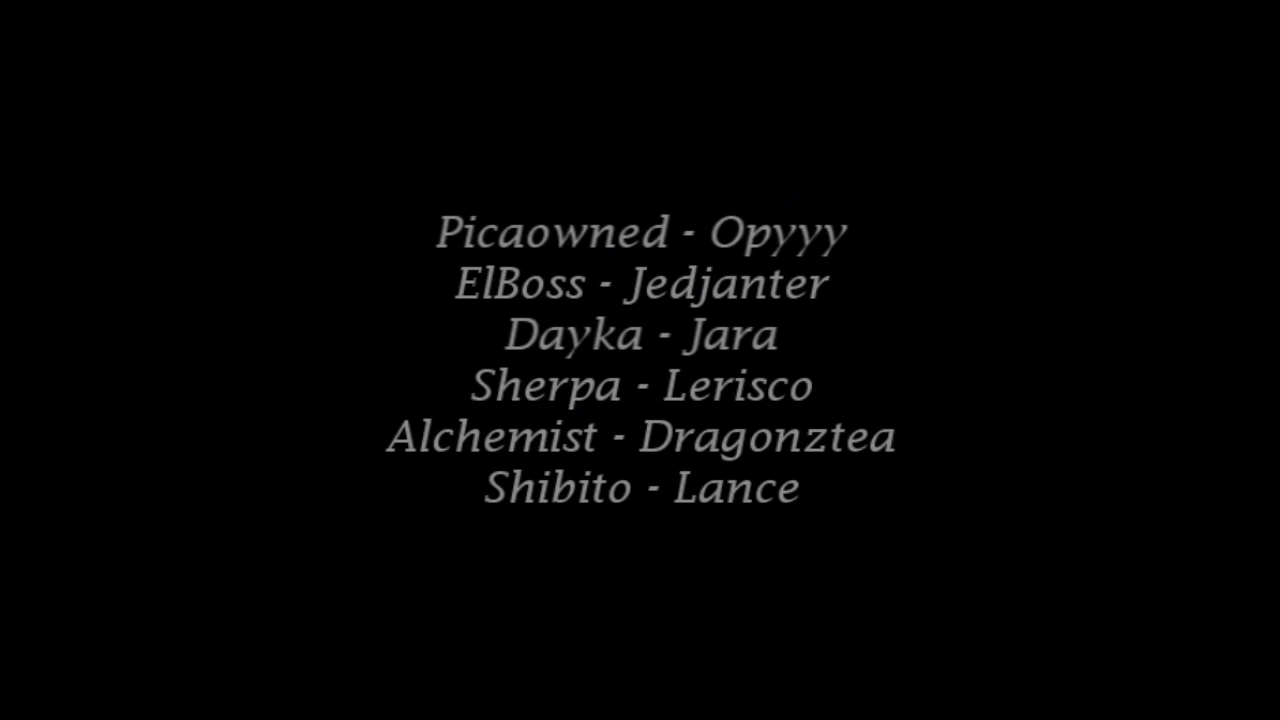 Picaowned - Opyyy
ElBoss - Jedjanter
Dayka - Jara
Sherpa - Lerisco
Alchemist - Dragonztea
Shibito - Lance